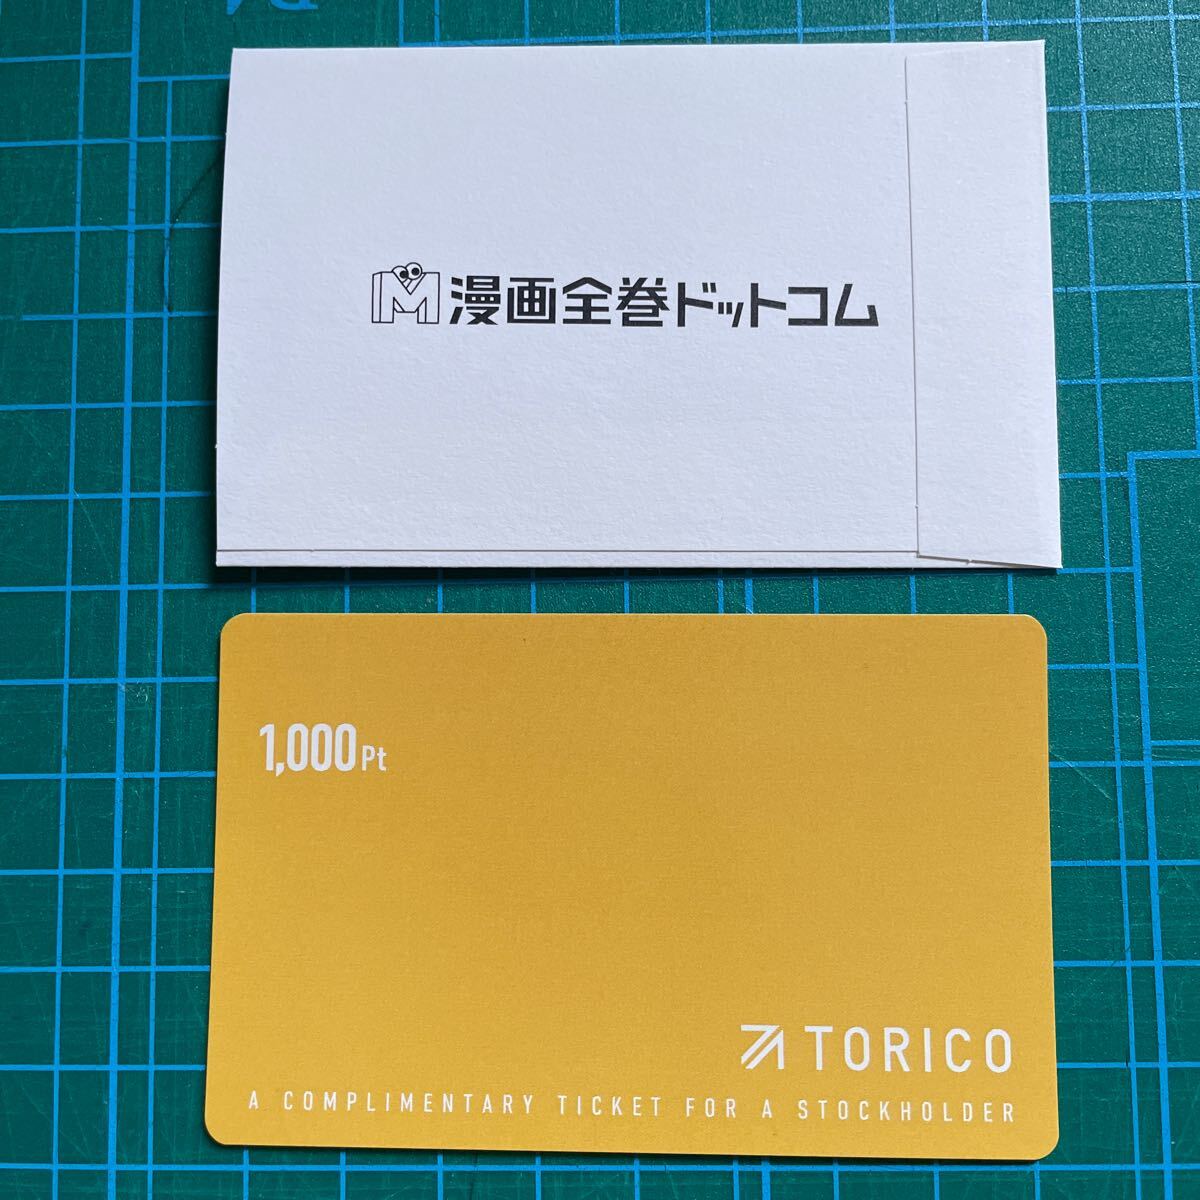 M 漫画全巻ドットコム
1,000Pt
TORICO
A COMPLIMENTARY TICKET FOR A STOCKHOLDER